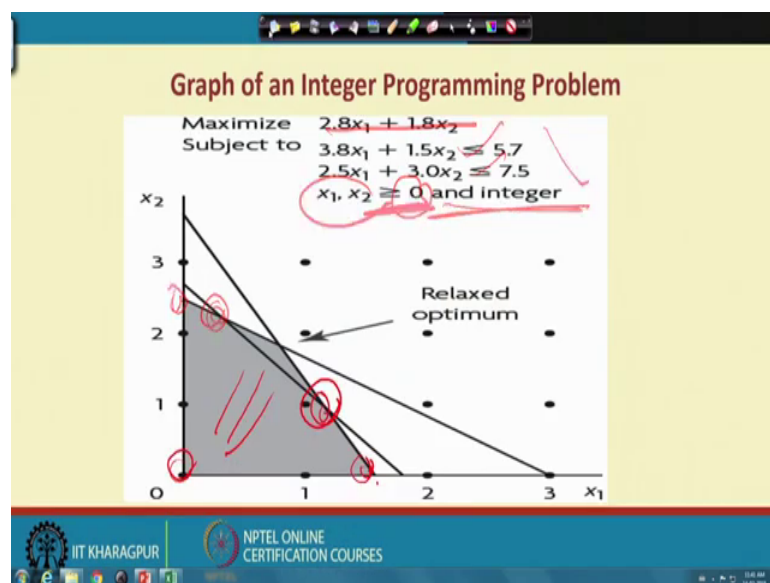 Graph of an Integer Programming Problem
Maximize 2.8x₁ + 1.8x₂
Subject to 3.8x₁ + 1.5x₂ ≤ 5.7
2.5x₁ + 3.0x₂ ≤ 7.5
x₁, x₂ ≥ 0 and integer
x₂
3
Relaxed
optimum
2
1
0 1 2 3 x₁
IIT KHARAGPUR
NPTEL ONLINE
CERTIFICATION COURSES
NPTEL